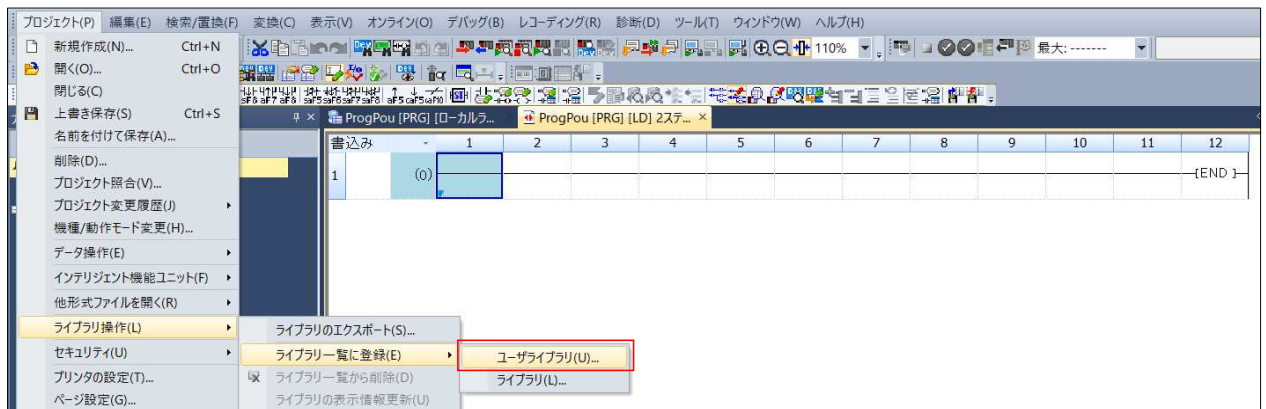 プロジェクト(P) 編集(E) 検索/置換(F) 変換(C) 表示(V) オンライン(O) デバッグ(B) レコーディング(R) 診断(D) ツール(T) ウィンドウ(W) ヘルプ(H)
新規作成(N)... Ctrl+N
110%
最大: -------
開く(O)... Ctrl+O
閉じる(C)
上書き保存(S) Ctrl+S
ProgPou [PRG] [ローカルラ...
ProgPou [PRG] [LD] 2ステ...
名前を付けて保存(A)...
書込み 1 2 3 4 5 6 7 8 9 10 11 12
削除(D)...
1 (0) [END]
プロジェクト照合(V)...
プロジェクト変更履歴(J)
機種/動作モード変更(H)...
データ操作(E)
インテリジェント機能ユニット(F)
他形式ファイルを開く(R)
ライブラリ操作(L)
ライブラリのエクスポート(S)...
セキュリティ(U)
ライブラリ一覧に登録(E)
ユーザライブラリ(U)...
プリンタの設定(T)...
ライブラリ一覧から削除(D)
ライブラリ(L)...
ページ設定(G)...
ライブラリの表示情報更新(U)